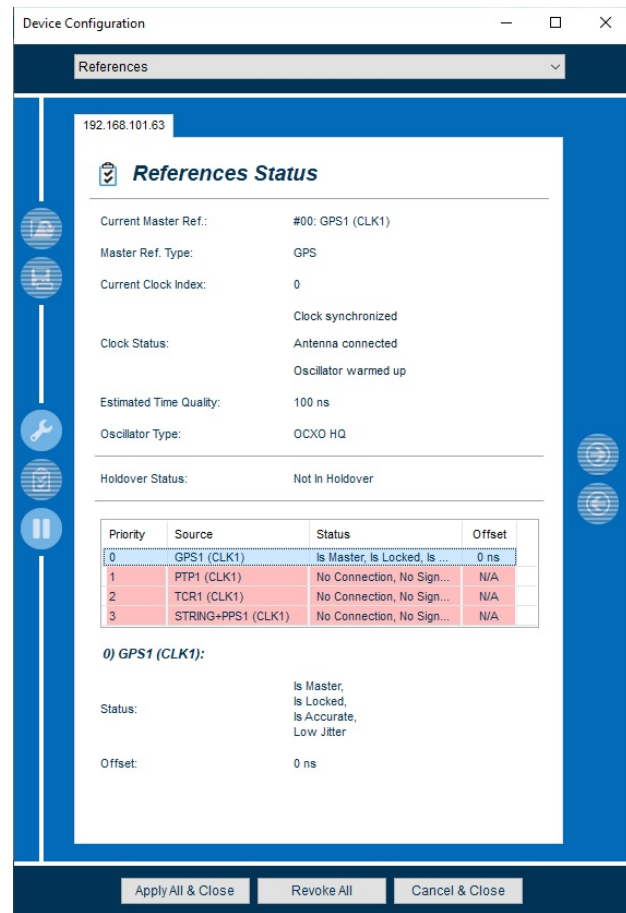 Device Configuration
References
192.168.101.63
References Status
Current Master Ref.: #00: GPS1 (CLK1)
Master Ref. Type: GPS
Current Clock Index: 0
Clock synchronized
Clock Status: Antenna connected
Oscillator warmed up
Estimated Time Quality: 100 ns
Oscillator Type: OCXO HQ
Holdover Status: Not In Holdover
Priority Source Status Offset
0 GPS1 (CLK1) Is Master, Is Locked, Is ... 0 ns
1 PTP1 (CLK1) No Connection, No Sign... N/A
2 TCR1 (CLK1) No Connection, No Sign... N/A
3 STRING+PPS1 (CLK1) No Connection, No Sign... N/A
0) GPS1 (CLK1):
Is Master,
Is Locked,
Status:
Is Accurate,
Low Jitter
Offset: 0 ns
Apply All & Close Revoke All Cancel & Close